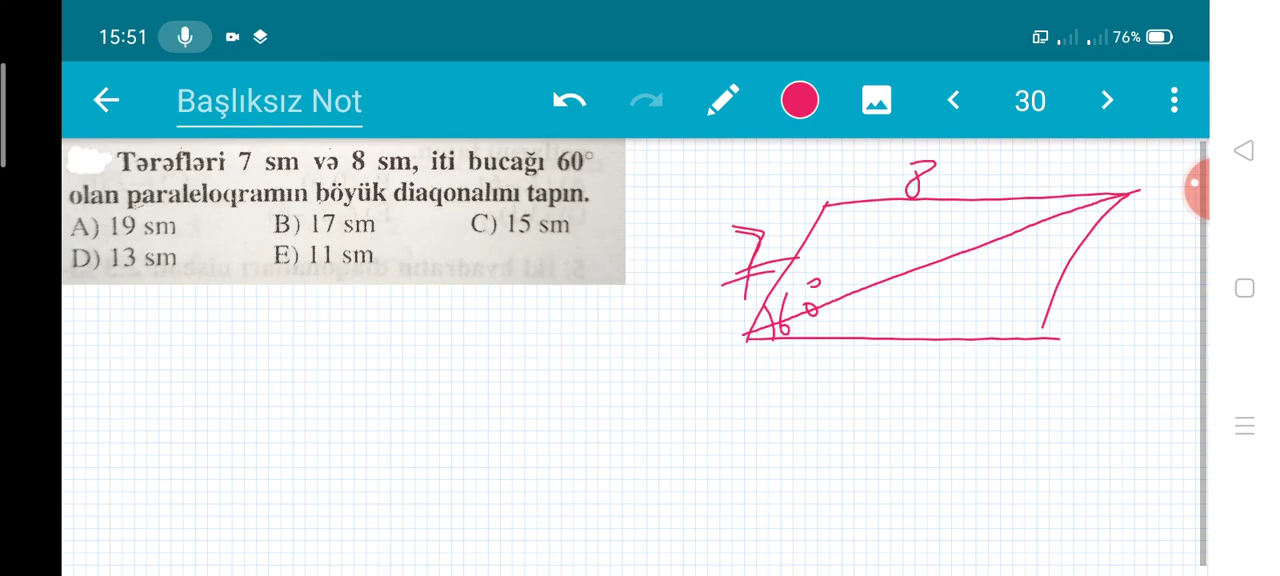 15:51
76%
Başlıksız Not
30
Tərəfləri 7 sm və 8 sm, iti bucağı 60°
olan paraleloqramın böyük diaqonalını tapın.
A) 19 sm B) 17 sm C) 15 sm
D) 13 sm E) 11 sm
8
7
60°